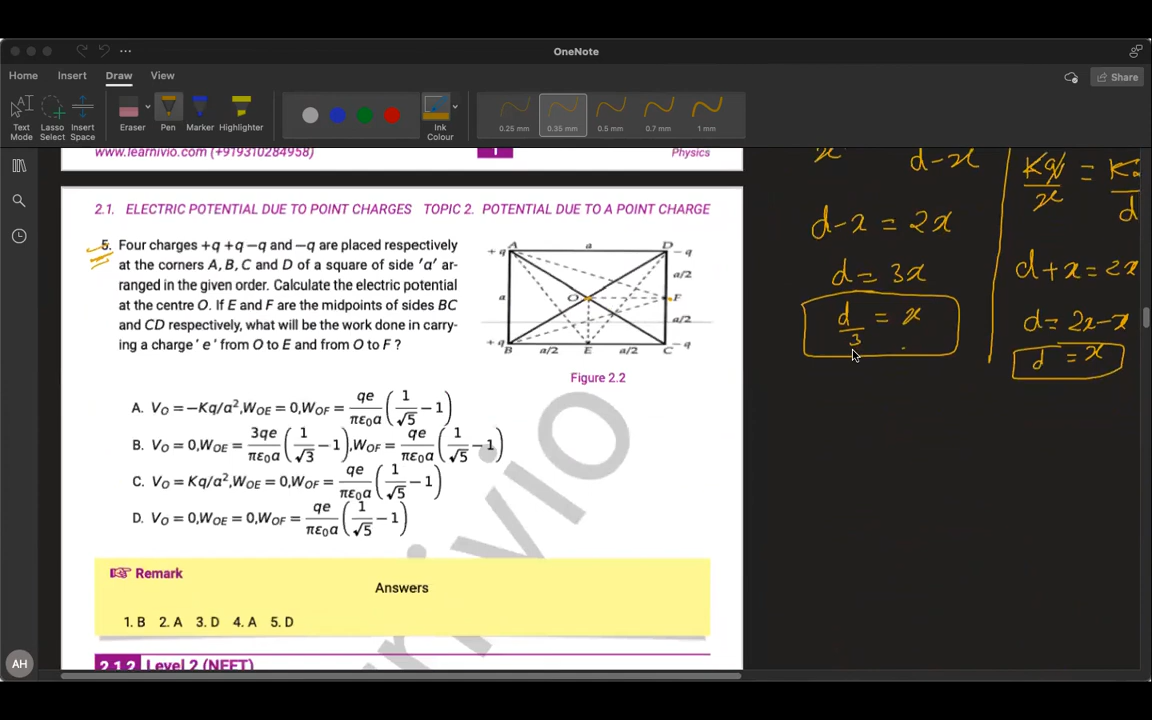 OneNote
Home Insert Draw View
Share
Text Mode
Lasso Select
Insert Space
Eraser
Pen
Marker
Highlighter
Ink Colour
0.25 mm
0.35 mm
0.5 mm
0.7 mm
1 mm
www.learnivio.com (+919310284958)
1
Physics
2.1. ELECTRIC POTENTIAL DUE TO POINT CHARGES TOPIC 2. POTENTIAL DUE TO A POINT CHARGE
5. Four charges +q +q −q and −q are placed respectively
at the corners A, B, C and D of a square of side 'a' ar-
ranged in the given order. Calculate the electric potential
at the centre O. If E and F are the midpoints of sides BC
and CD respectively, what will be the work done in carry-
ing a charge 'e' from O to E and from O to F ?
A a D
+q −q
a/2
a O F
a/2
+q −q
B a/2 E a/2 C
Figure 2.2
A. V_O = −Kq/a², W_OE = 0, W_OF = qe/πε₀a (1/√5 − 1)
B. V_O = 0, W_OE = 3qe/πε₀a (1/√3 − 1), W_OF = qe/πε₀a (1/√5 − 1)
C. V_O = Kq/a², W_OE = 0, W_OF = qe/πε₀a (1/√5 − 1)
D. V_O = 0, W_OE = 0, W_OF = qe/πε₀a (1/√5 − 1)
Remark
Answers
1. B 2. A 3. D 4. A 5. D
2.1.2 Level 2 (NEET)
d−x
d−x = 2x
d = 3x
d/3 = x
Kq/x =
d+x = 2x
d = 2x−x
d = x
AH